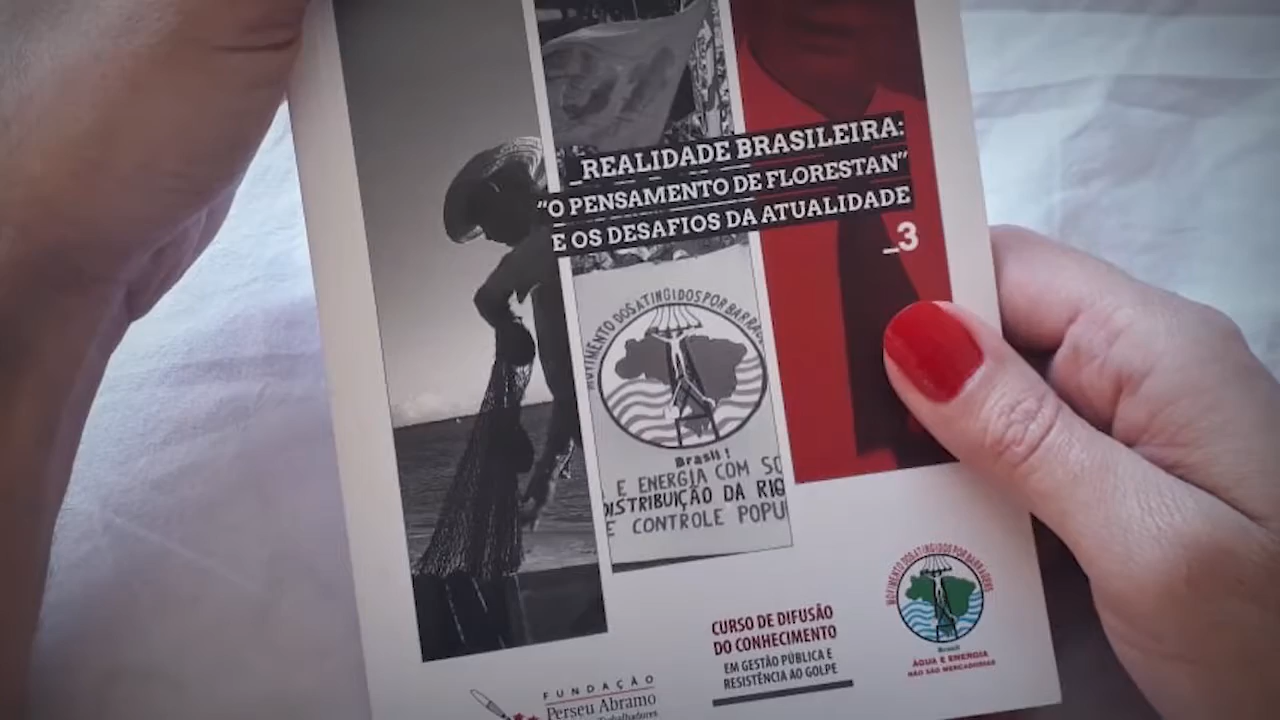 _REALIDADE BRASILEIRA:
"O PENSAMENTO DE FLORESTAN"
E OS DESAFIOS DA ATUALIDADE
_3
MOVIMENTO DOS ATINGIDOS POR BARRAGE
Brasil!
E ENERGIA COM SO
DISTRIBUIÇÃO DA RIQ
E CONTROLE POPU
CURSO DE DIFUSÃO
DO CONHECIMENTO
EM GESTÃO PÚBLICA E
RESISTÊNCIA AO GOLPE
MOVIMENTO DOS ATINGIDOS POR BARRAGENS
Brasil
ÁGUA E ENERGIA
NÃO SÃO MERCADORIAS
FUNDAÇÃO
Perseu Abramo
Trabalhadores